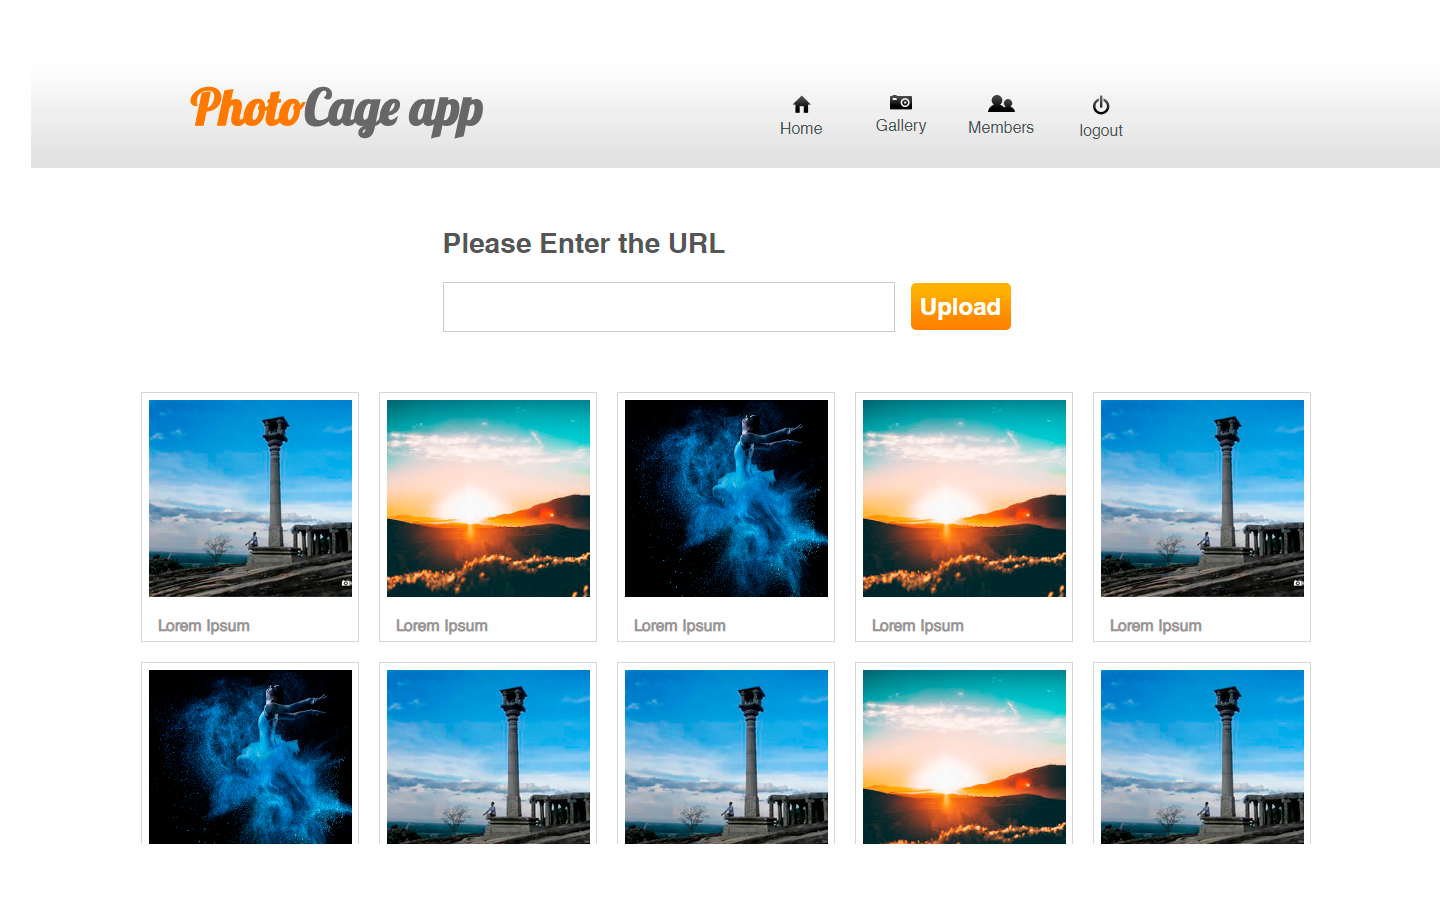 PhotoCage app
Home
Gallery
Members
logout
Please Enter the URL
Upload
Lorem Ipsum
Lorem Ipsum
Lorem Ipsum
Lorem Ipsum
Lorem Ipsum